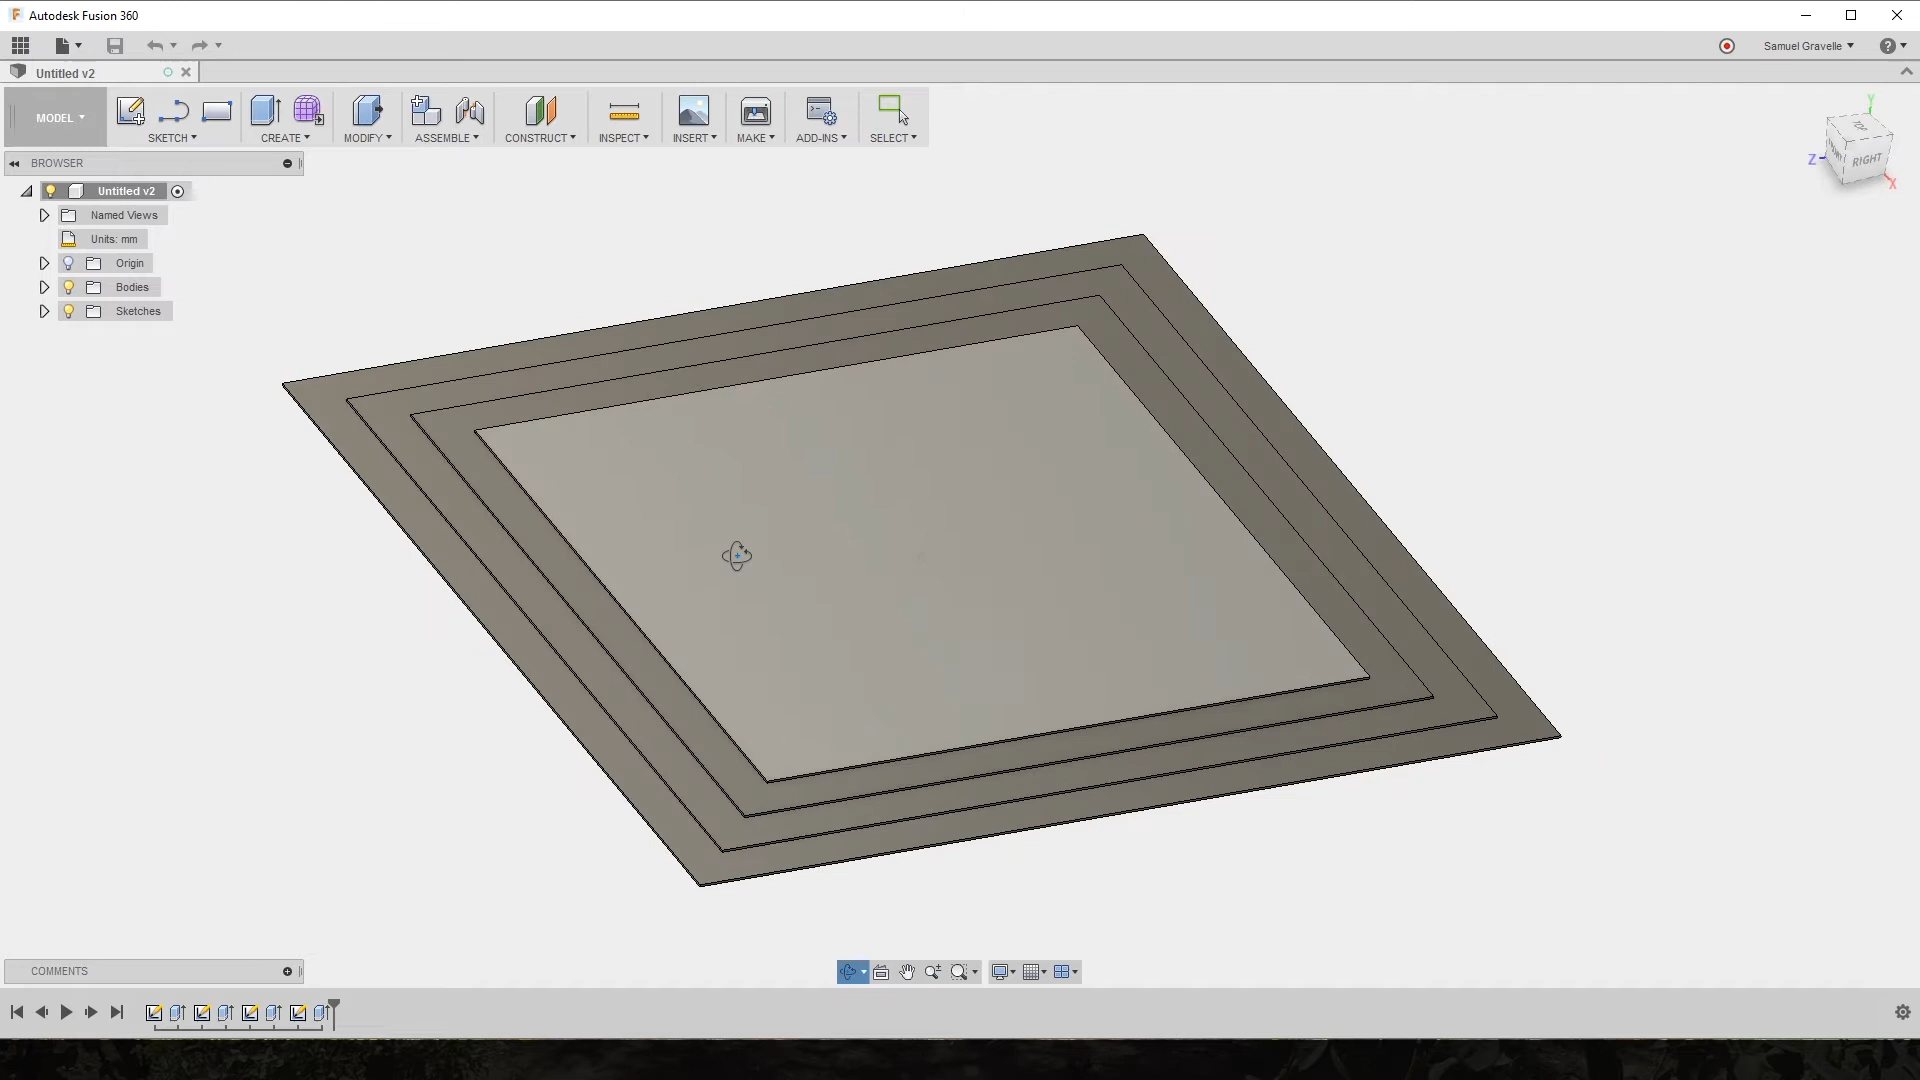 Autodesk Fusion 360
Samuel Gravelle
Untitled v2
MODEL
SKETCH
CREATE
MODIFY
ASSEMBLE
CONSTRUCT
INSPECT
INSERT
MAKE
ADD-INS
SELECT
BROWSER
Untitled v2
Named Views
Units: mm
Origin
Bodies
Sketches
Y
TOP
Z
RIGHT
X
COMMENTS